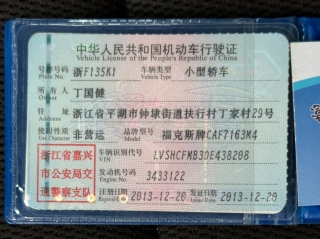 中华人民共和国机动车行驶证
Vehicle License of the People's Republic of China
号牌号码 浙F135K1 车辆类型 小型轿车
Plate No. Vehicle Type
所有人 丁国健
Owner
住址 浙江省平湖市钟埭街道扶行村丁家村29号
Address
使用性质 非营运 品牌型号 福克斯牌CAF7163M4
Use Character Model
浙江省嘉兴市公安局交通警察支队
车辆识别代号 LVSHCFMB3DE438208
VIN
发动机号码 3433122
Engine No.
注册日期 2013-12-20 发证日期 2013-12-20
Register Date Issue Date